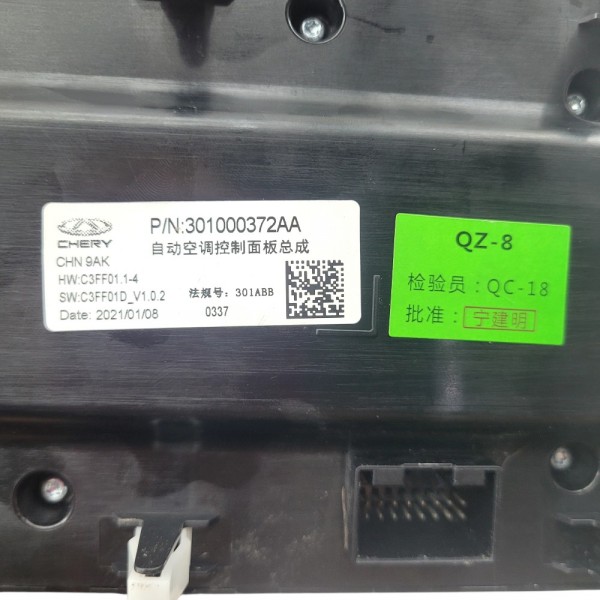 P/N:301000372AA
CHERY
自动空调控制面板总成
CHN 9AK
HW:C3FF01.1-4
SW:C3FF01D_V1.0.2
法规号: 301ABB
Date: 2021/01/08
0337
QZ-8
检验员:QC-18
批准:宁建明